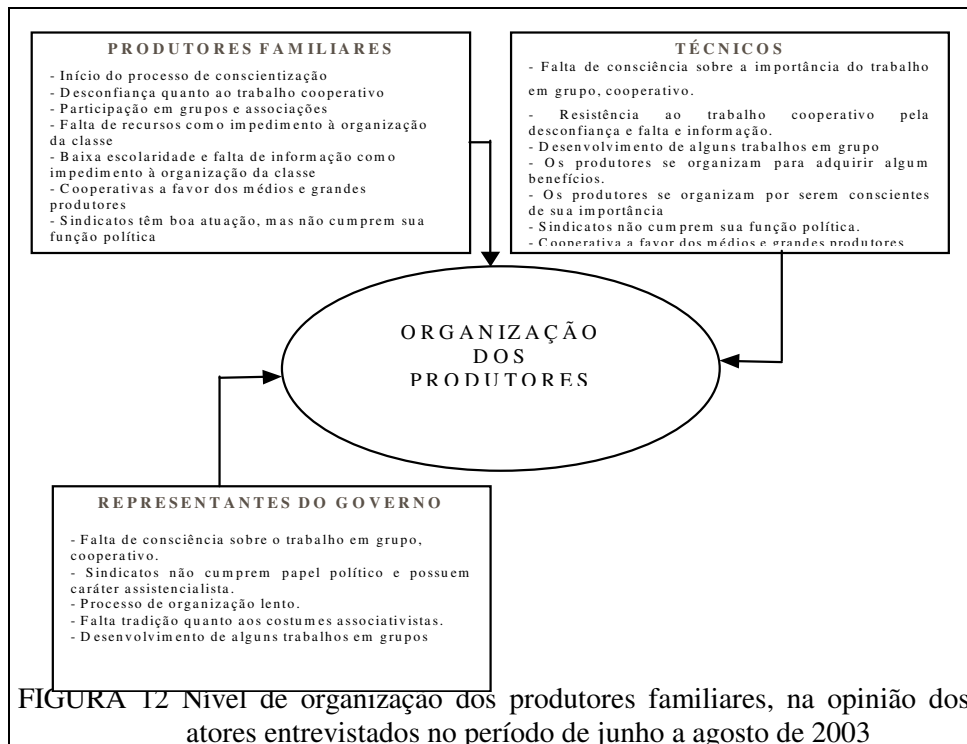 PRODUTORES FAMILIARES
- Início do processo de conscientização
- Desconfiança quanto ao trabalho cooperativo
- Participação em grupos e associações
- Falta de recursos como impedimento à organização
da classe
- Baixa escolaridade e falta de informação como
impedimento à organização da classe
- Cooperativas a favor dos médios e grandes
produtores
- Sindicatos têm boa atuação, mas não cumprem sua
função política
TÉCNICOS
- Falta de consciência sobre a importância do trabalho
em grupo, cooperativo.
- Resistência ao trabalho cooperativo pela
desconfiança e falta e informação.
- Desenvolvimento de alguns trabalhos em grupo
- Os produtores se organizam para adquirir algum
benefícios.
- Os produtores se organizam por serem conscientes
de sua importância
- Sindicatos não cumprem sua função política.
- Cooperativa a favor dos médios e grandes produtores
ORGANIZAÇÃO
DOS
PRODUTORES
REPRESENTANTES DO GOVERNO
- Falta de consciência sobre o trabalho em grupo,
cooperativo.
- Sindicatos não cumprem papel político e possuem
caráter assistencialista.
- Processo de organização lento.
- Falta tradição quanto aos costumes associativistas.
- Desenvolvimento de alguns trabalhos em grupos
FIGURA 12 Nível de organização dos produtores familiares, na opinião dos
atores entrevistados no período de junho a agosto de 2003